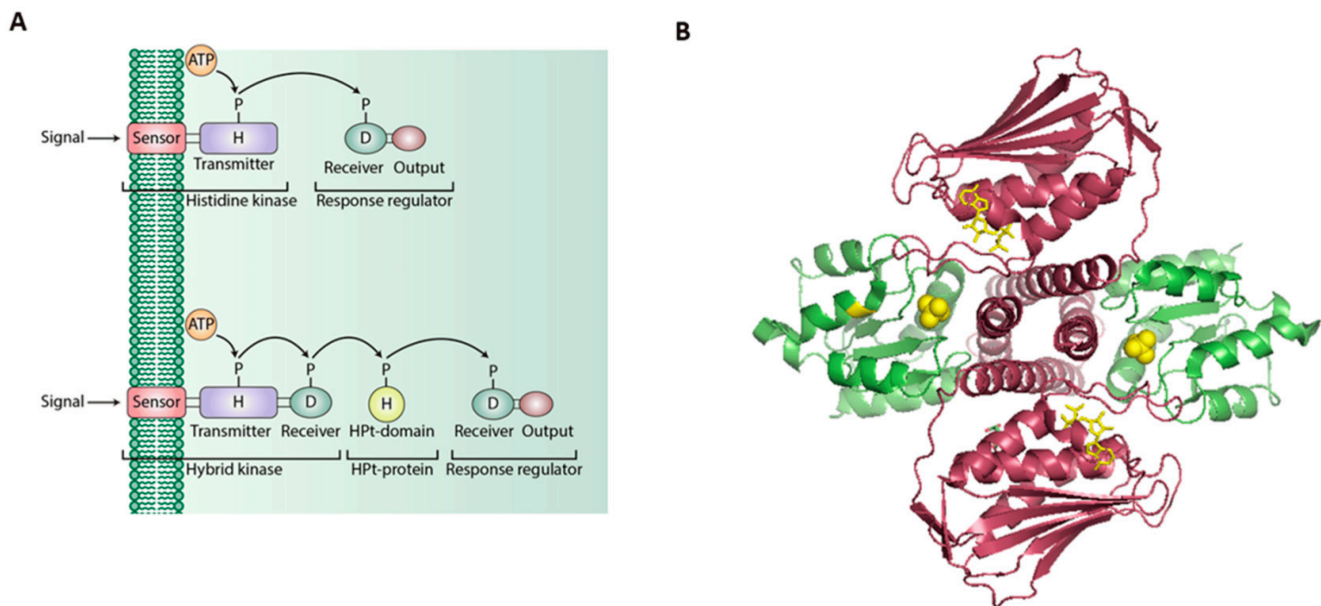 A
B
ATP
P
P
Signal
Sensor
H
D
Transmitter
Receiver Output
Histidine kinase
Response regulator
ATP
P
P
P
P
Signal
Sensor
H
D
H
D
Transmitter Receiver HPt-domain Receiver Output
Hybrid kinase
HPt-protein
Response regulator